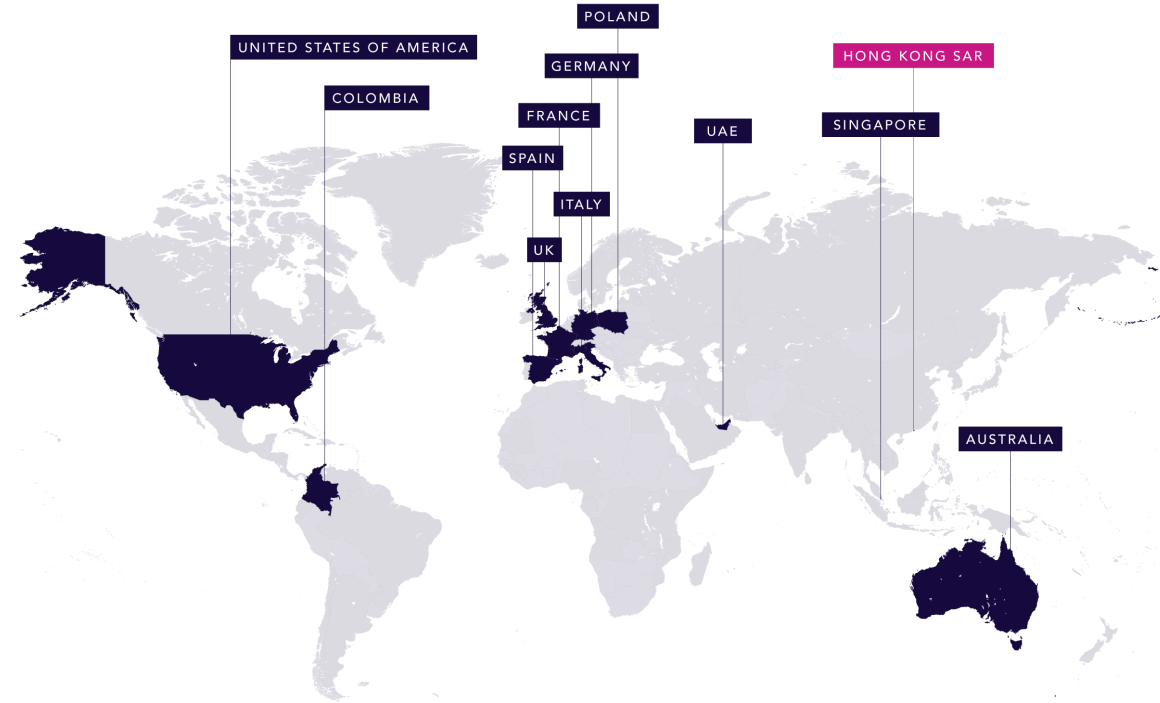 POLAND
UNITED STATES OF AMERICA
HONG KONG SAR
GERMANY
COLOMBIA
FRANCE
SINGAPORE
UAE
SPAIN
ITALY
UK
AUSTRALIA